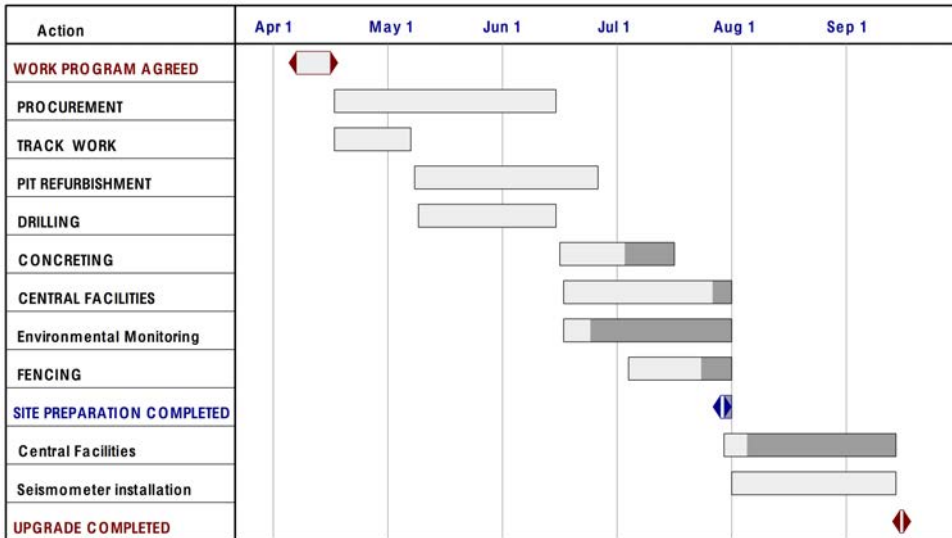 Action Apr 1 May 1 Jun 1 Jul 1 Aug 1 Sep 1
WORK PROGRAM AGREED
PROCUREMENT
TRACK WORK
PIT REFURBISHMENT
DRILLING
CONCRETING
CENTRAL FACILITIES
Environmental Monitoring
FENCING
SITE PREPARATION COMPLETED
Central Facilities
Seismometer installation
UPGRADE COMPLETED